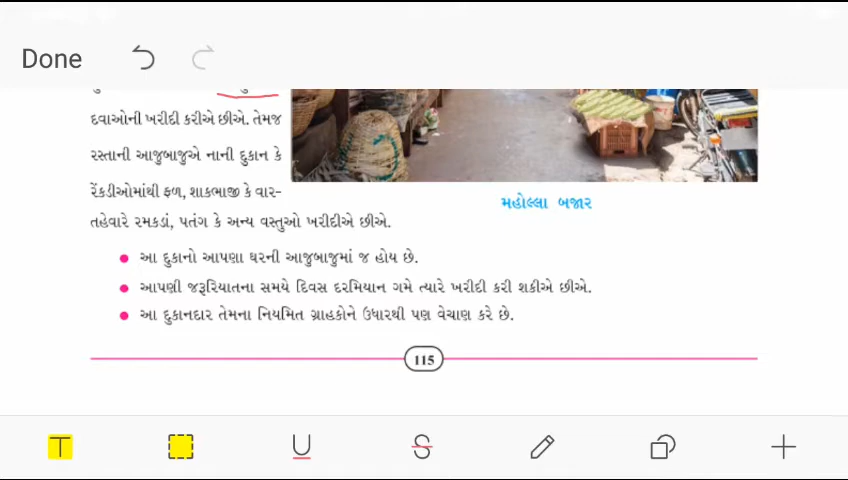 Done
દવાઓની ખરીદી કરીએ છીએ. તેમજ
રસ્તાની આજુબાજુએ નાની દુકાન કે
રેંકડીઓમાંથી ફળ, શાકભાજી કે વાર-
તહેવારે રમકડાં, પતંગ કે અન્ય વસ્તુઓ ખરીદીએ છીએ.
મહોલ્લા બજાર
આ દુકાનો આપણા ઘરની આજુબાજુમાં જ હોય છે.
આપણી જરૂરિયાતના સમયે દિવસ દરમિયાન ગમે ત્યારે ખરીદી કરી શકીએ છીએ.
આ દુકાનદાર તેમના નિયમિત ગ્રાહકોને ઉધારથી પણ વેચાણ કરે છે.
115
T U S